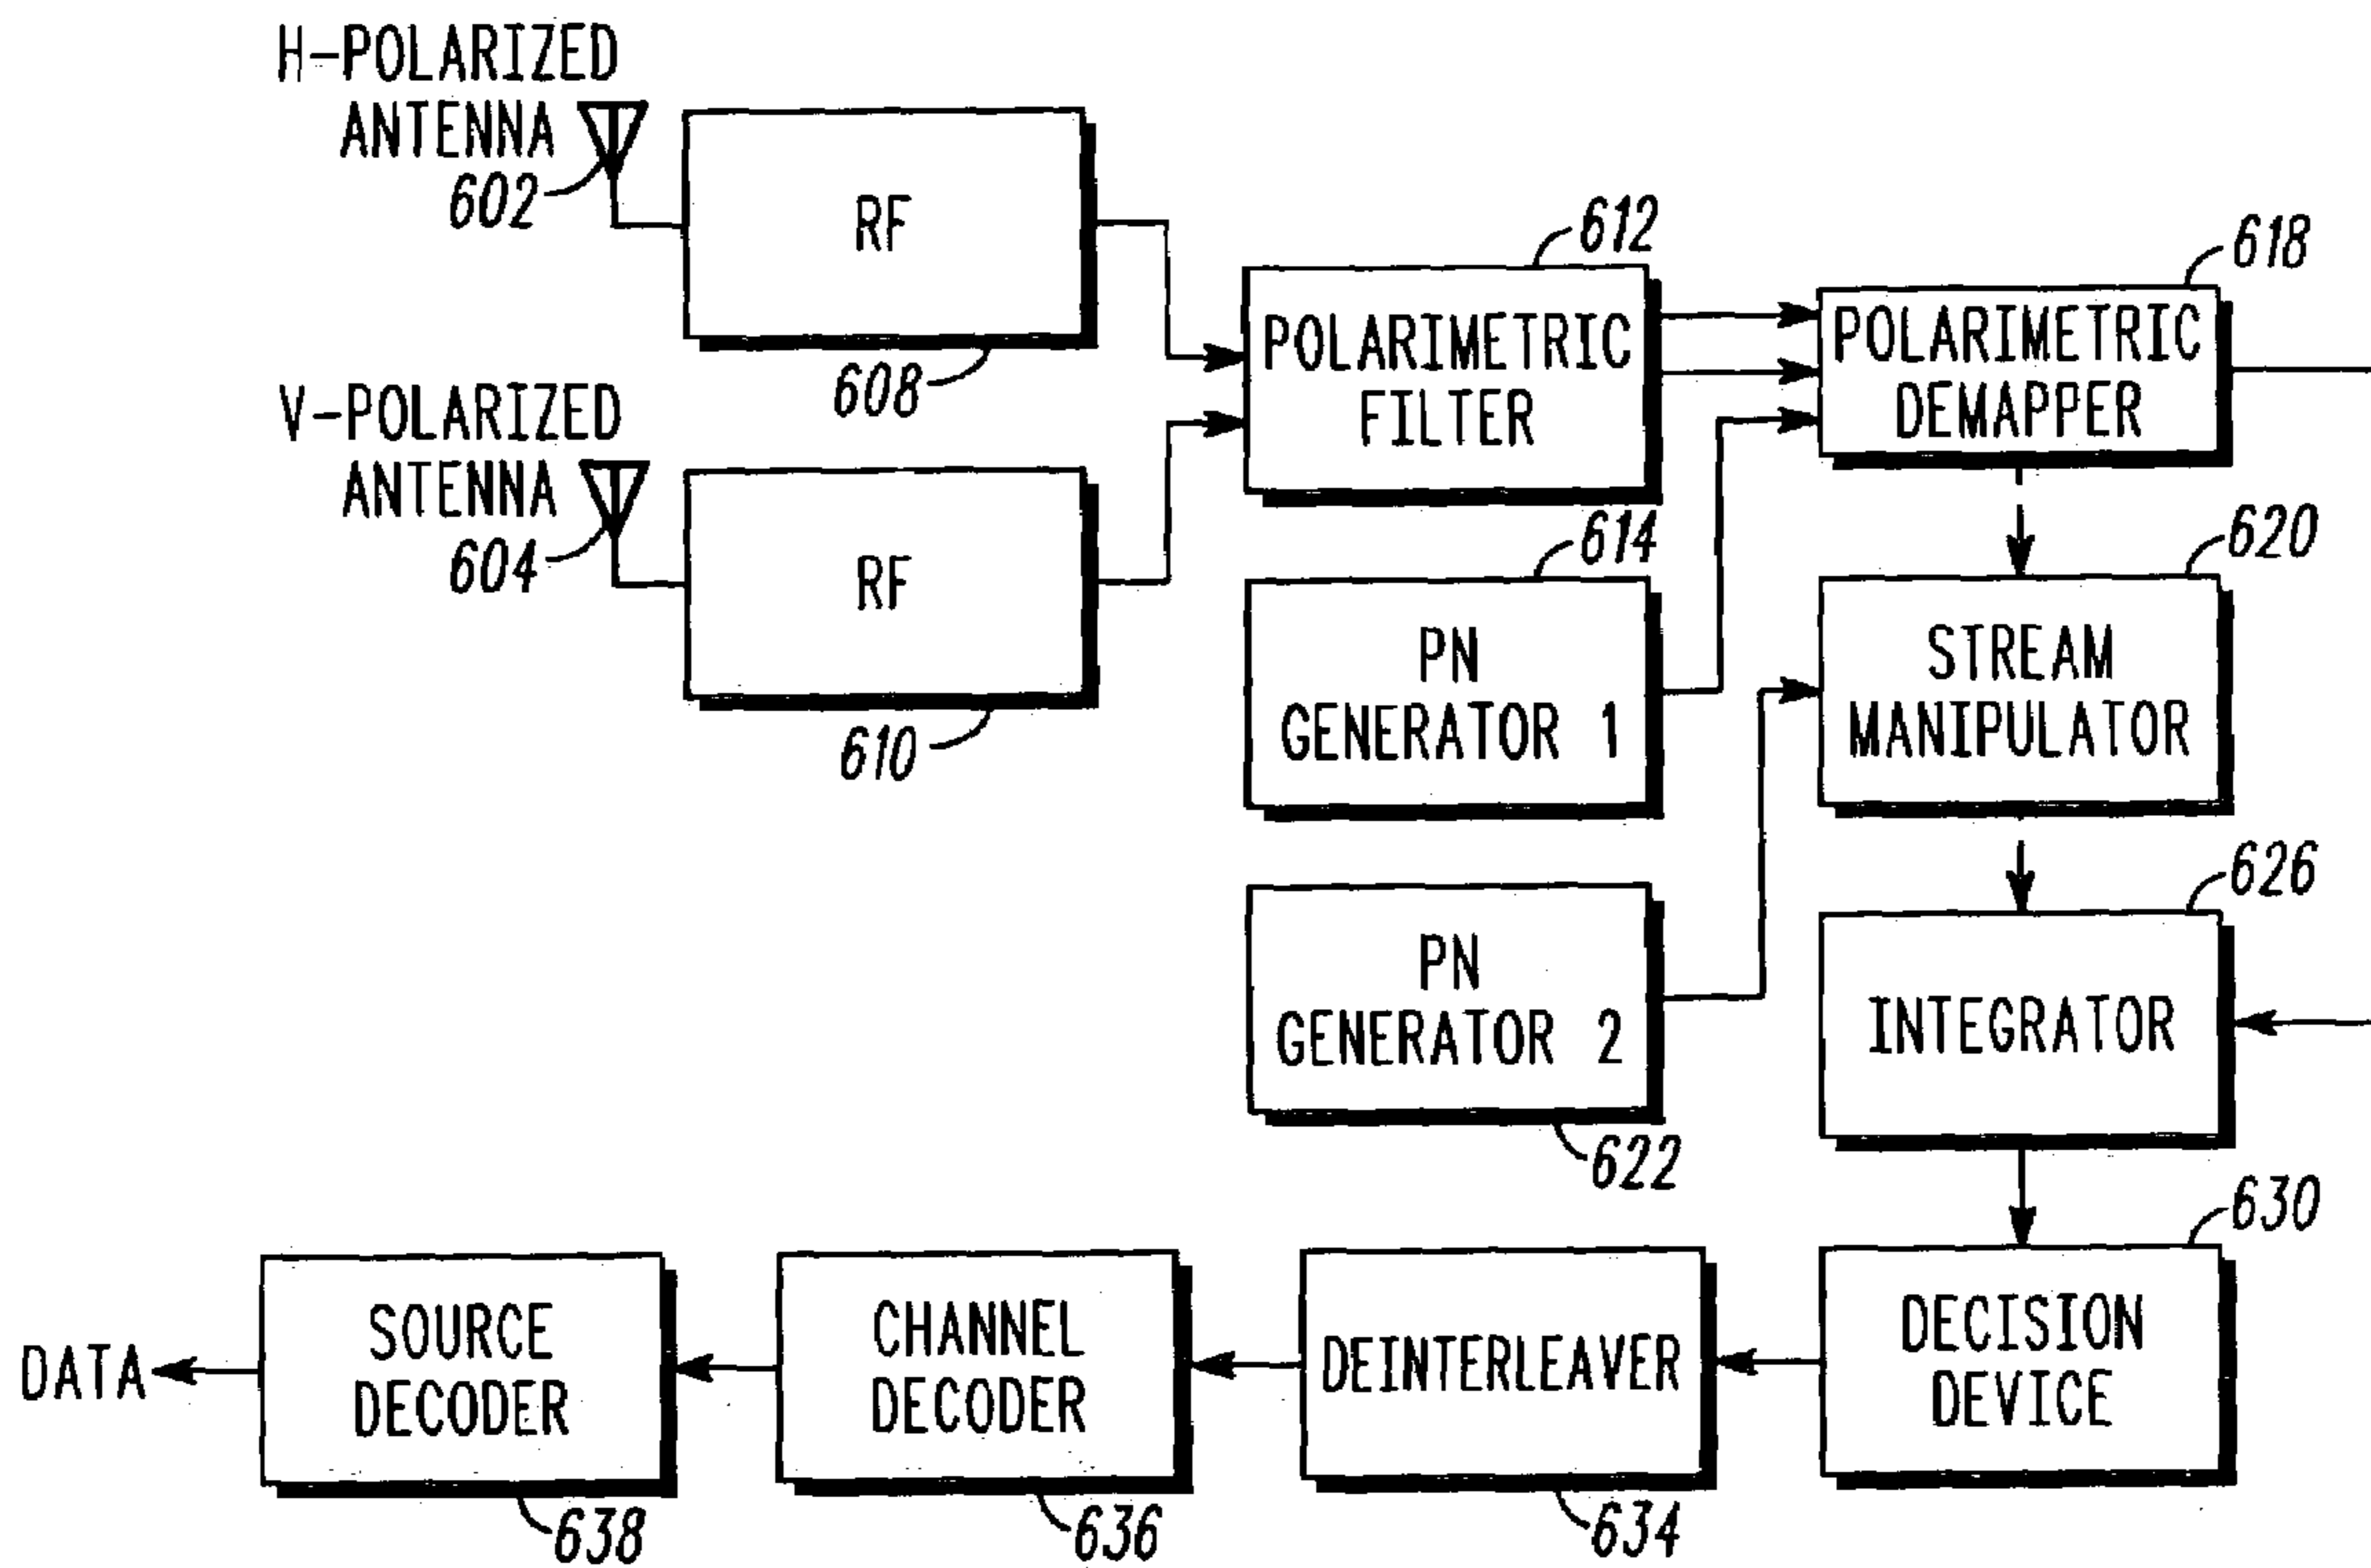 H-POLARIZED
ANTENNA
602
RF
608
V-POLARIZED
ANTENNA
604
RF
610
612
POLARIMETRIC
FILTER
618
POLARIMETRIC
DEMAPPER
614
PN
GENERATOR 1
620
STREAM
MANIPULATOR
PN
GENERATOR 2
622
626
INTEGRATOR
630
DECISION
DEVICE
DEINTERLEAVER
634
CHANNEL
DECODER
636
SOURCE
DECODER
638
DATA